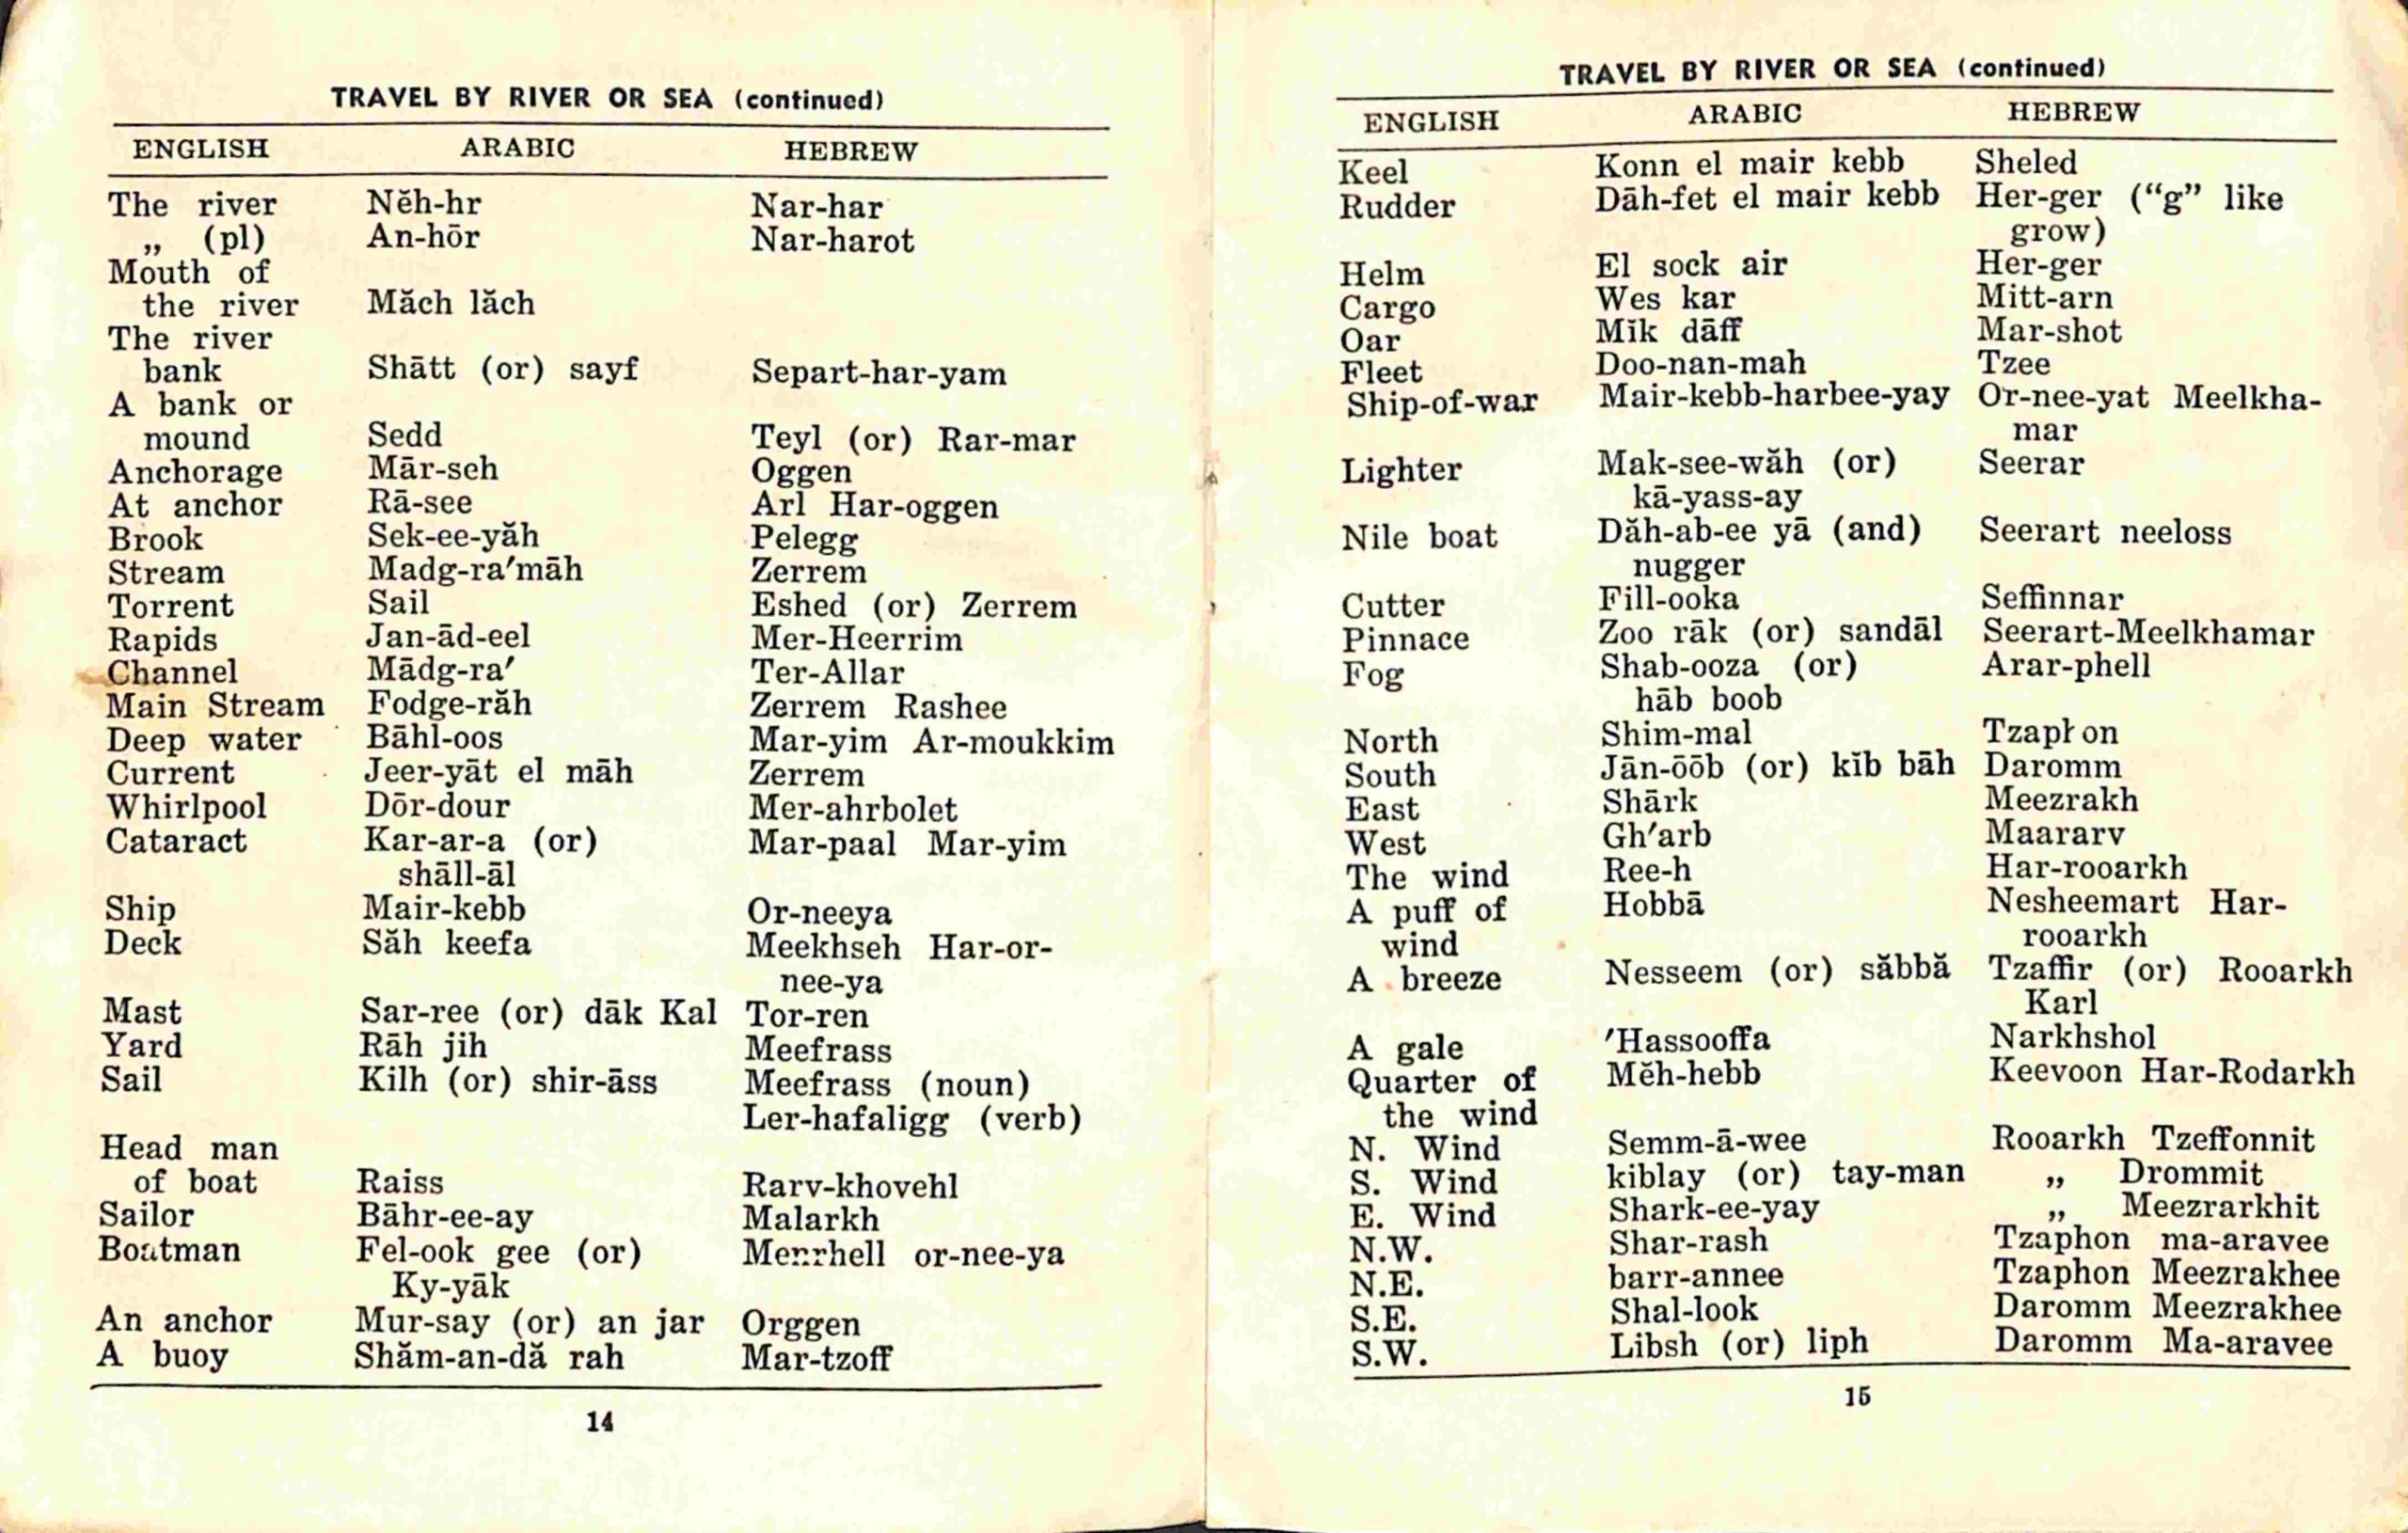 TRAVEL BY RIVER OR SEA (continued)
ENGLISH ARABIC HEBREW
The river Nĕh-hr Nar-har
„ (pl) An-hōr Nar-harot
Mouth of
the river Măch lăch
The river
bank Shātt (or) sayf Separt-har-yam
A bank or
mound Sedd Teyl (or) Rar-mar
Anchorage Mār-seh Oggen
At anchor Rā-see Arl Har-oggen
Brook Sek-ee-yăh Pelegg
Stream Madg-ra′māh Zerrem
Torrent Sail Eshed (or) Zerrem
Rapids Jan-ād-eel Mer-Heerrim
Channel Mādg-ra′ Ter-Allar
Main Stream Fodge-răh Zerrem Rashee
Deep water Bāhl-oos Mar-yim Ar-moukkim
Current Jeer-yāt el māh Zerrem
Whirlpool Dōr-dour Mer-ahrbolet
Cataract Kar-ar-a (or) Mar-paal Mar-yim
shāll-āl
Ship Mair-kebb Or-neeya
Deck Săh keefa Meekhseh Har-or-
nee-ya
Mast Sar-ree (or) dāk Kal Tor-ren
Yard Rāh jih Meefrass
Sail Kilh (or) shir-āss Meefrass (noun)
Ler-hafaligg (verb)
Head man
of boat Raiss Rarv-khovehl
Sailor Bāhr-ee-ay Malarkh
Boatman Fel-ook gee (or) or-nee-ya
Ky-yāk
An anchor Mur-say (or) an jar Orggen
A buoy Shăm-an-dă rah Mar-tzoff
14
TRAVEL BY RIVER OR SEA (continued)
ENGLISH ARABIC HEBREW
Keel Konn el mair kebb Sheled
Rudder Dāh-fet el mair kebb Her-ger (“g” like
grow)
Helm El sock air Her-ger
Cargo Wes kar Mitt-arn
Oar Mĭk dāff Mar-shot
Fleet Doo-nan-mah Tzee
Ship-of-war Mair-kebb-harbee-yay Or-nee-yat Meelkha-
mar
Lighter Mak-see-wăh (or) Seerar
kā-yass-ay
Nile boat Dăh-ab-ee yā (and) Seerart neeloss
nugger
Cutter Fill-ooka Seffinnar
Pinnace Zoo rāk (or) sandāl Seerart-Meelkhamar
Fog Shab-ooza (or) Arar-phell
hāb boob
North Shim-mal Tzaphon
South Jān-ōōb (or) kĭb bāh Daromm
East Shārk Meezrakh
West Gh′arb Maararv
The wind Ree-h Har-rooarkh
A puff of Hobbā Nesheemart Har-
wind rooarkh
A breeze Nesseem (or) săbbă Tzaffir (or) Rooarkh
Karl
A gale ′Hassooffa Narkhshol
Quarter of Mĕh-hebb Keevoon Har-Rodarkh
the wind
N. Wind Semm-ā-wee Rooarkh Tzeffonnit
S. Wind kiblay (or) tay-man „ Drommit
E. Wind Shark-ee-yay „ Meezrarkhit
N.W. Shar-rash Tzaphon ma-aravee
N.E. barr-annee Tzaphon Meezrakhee
S.E. Shal-look Daromm Meezrakhee
S.W. Libsh (or) liph Daromm Ma-aravee
15